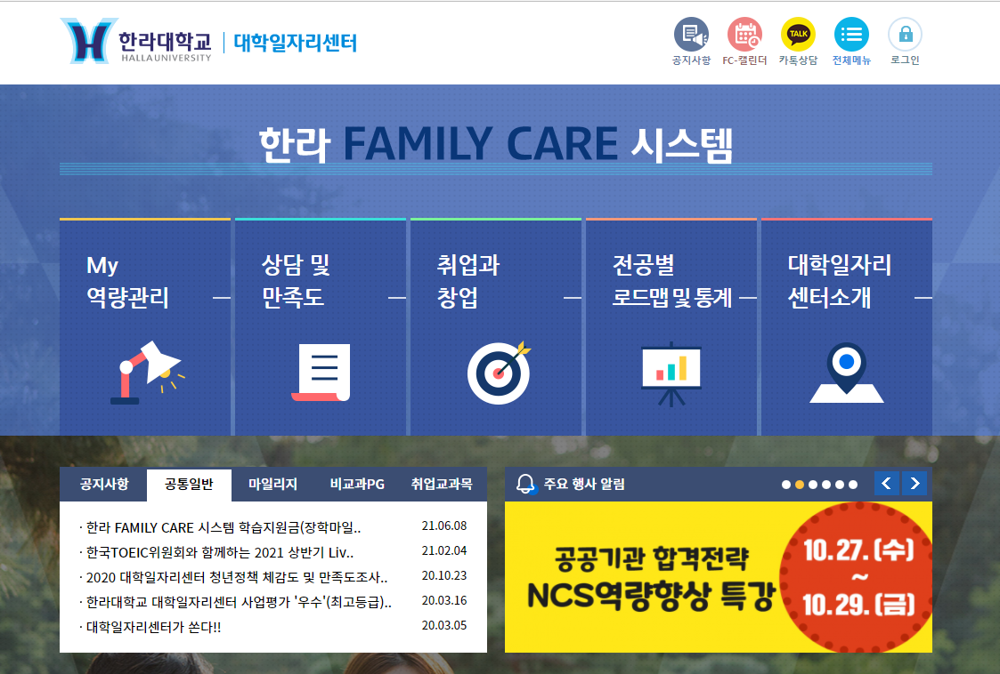 한라대학교 대학일자리센터
HALLA UNIVERSITY
TALK
공지사항 FC-캘린더 카톡상담 전체메뉴 로그인
한라 FAMILY CARE 시스템
My
역량관리
상담 및
만족도
취업과
창업
전공별
로드맵 및 통계
대학일자리
센터소개
공지사항 공통일반 마일리지 비교과PG 취업교과목
· 한라 FAMILY CARE 시스템 학습지원금(장학마일.. 21.06.08
· 한국TOEIC위원회와 함께하는 2021 상반기 Liv.. 21.02.04
· 2020 대학일자리센터 청년정책 체감도 및 만족도조사.. 20.10.23
· 한라대학교 대학일자리센터 사업평가 '우수'(최고등급).. 20.03.16
· 대학일자리센터가 쏜다!! 20.03.05
주요 행사 알림
공공기관 합격전략
NCS역량향상 특강
10.27.(수)
~
10.29.(금)